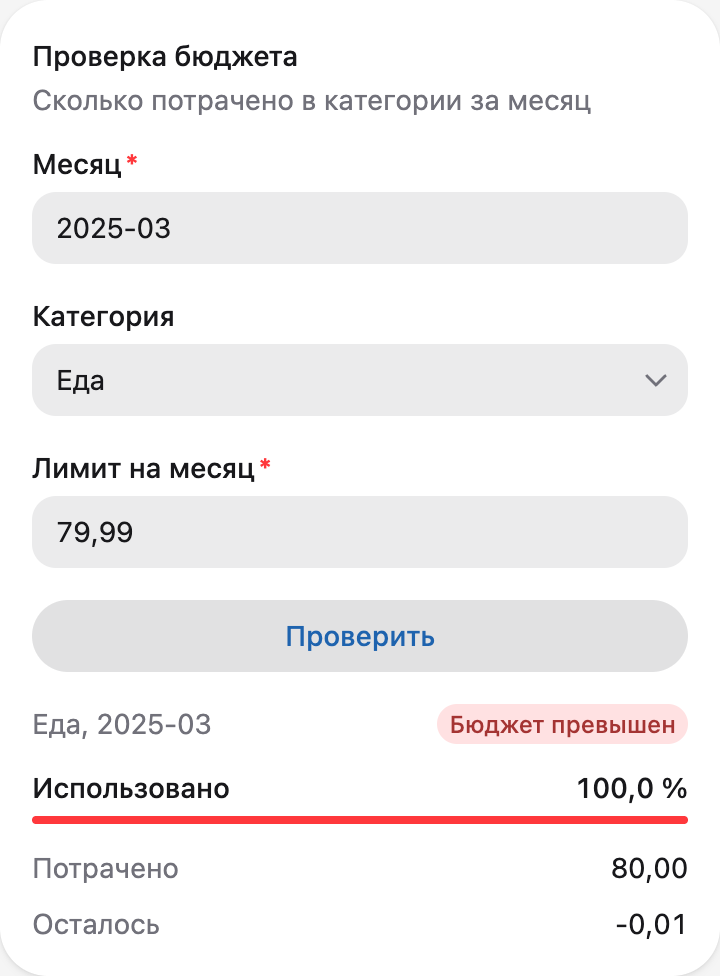 Проверка бюджета
Сколько потрачено в категории за месяц
Месяц*
2025-03
Категория
Еда
Лимит на месяц*
79,99
Проверить
Еда, 2025-03 Бюджет превышен
Использовано 100,0 %
Потрачено 80,00
Осталось -0,01